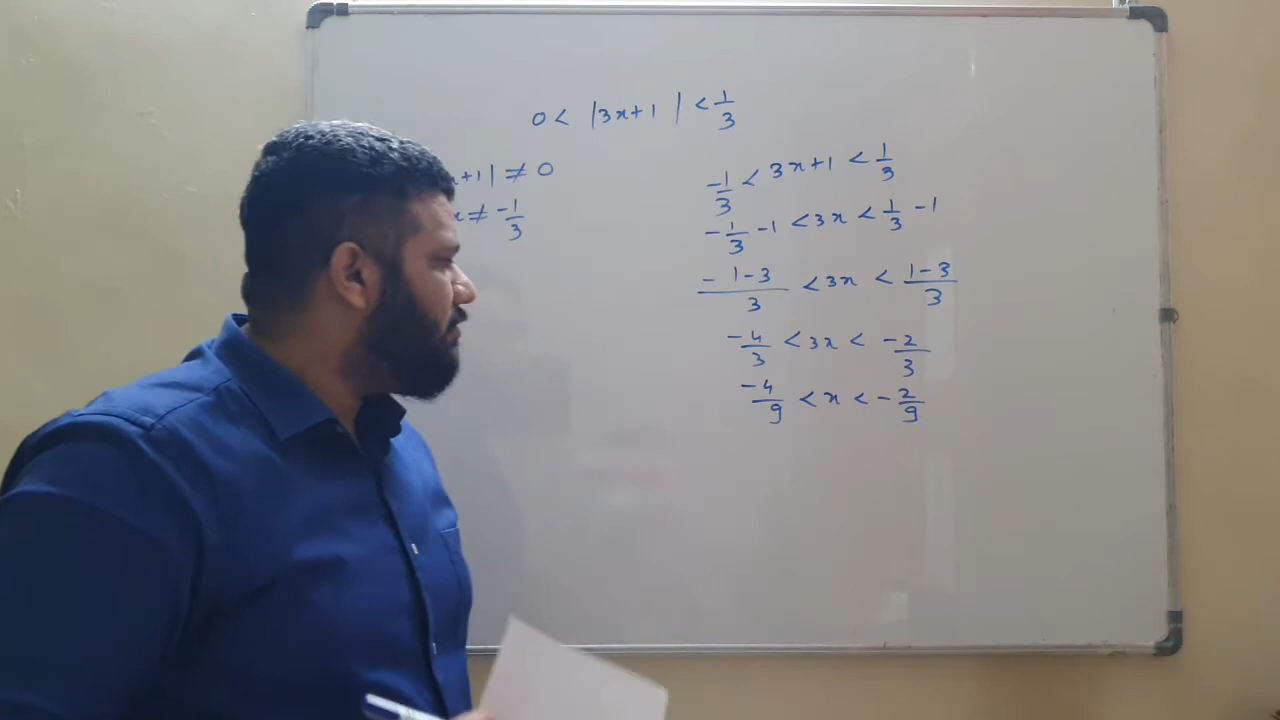 0 < |3x+1| < 1/3
x+1| ≠ 0
x ≠ -1/3
-1/3 < 3x+1 < 1/3
-1/3 -1 < 3x < 1/3 -1
-1-3/3 < 3x < 1-3/3
-4/3 < 3x < -2/3
-4/9 < x < -2/9